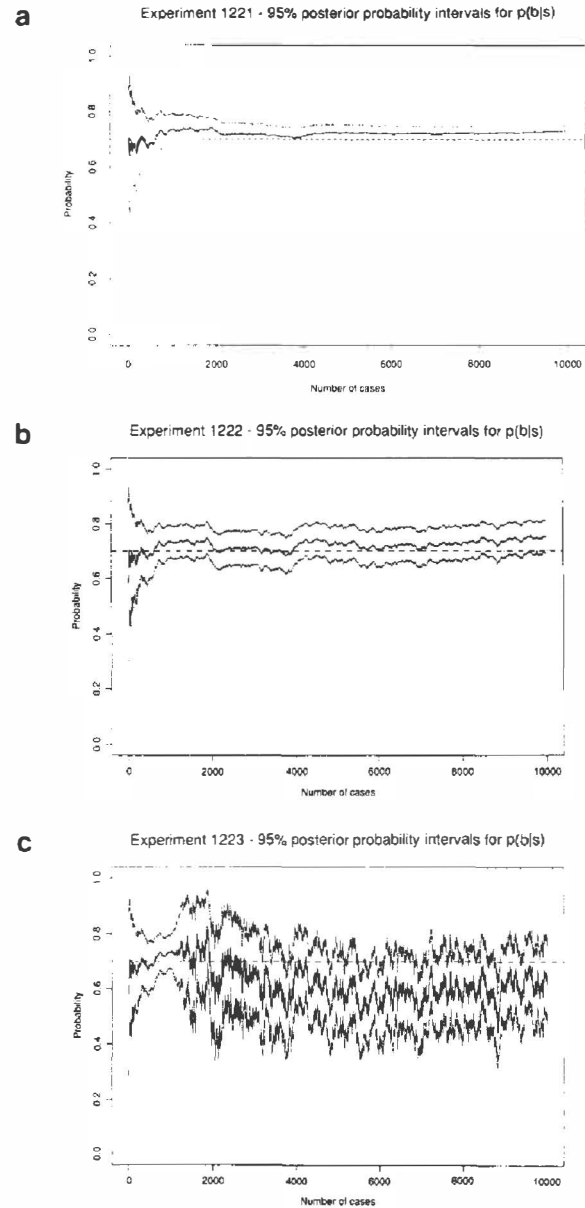 a
Experiment 1221 - 95% posterior probability intervals for p(b|s)
Probability
1.0
0.8
0.6
0.4
0.2
0.0
0 2000 4000 6000 8000 10000
Number of cases
b
Experiment 1222 - 95% posterior probability intervals for p(b|s)
Probability
1.0
0.8
0.6
0.4
0.2
0.0
0 2000 4000 6000 8000 10000
Number of cases
c
Experiment 1223 - 95% posterior probability intervals for p(b|s)
Probability
1.0
0.8
0.6
0.4
0.2
0.0
0 2000 4000 6000 8000 10000
Number of cases